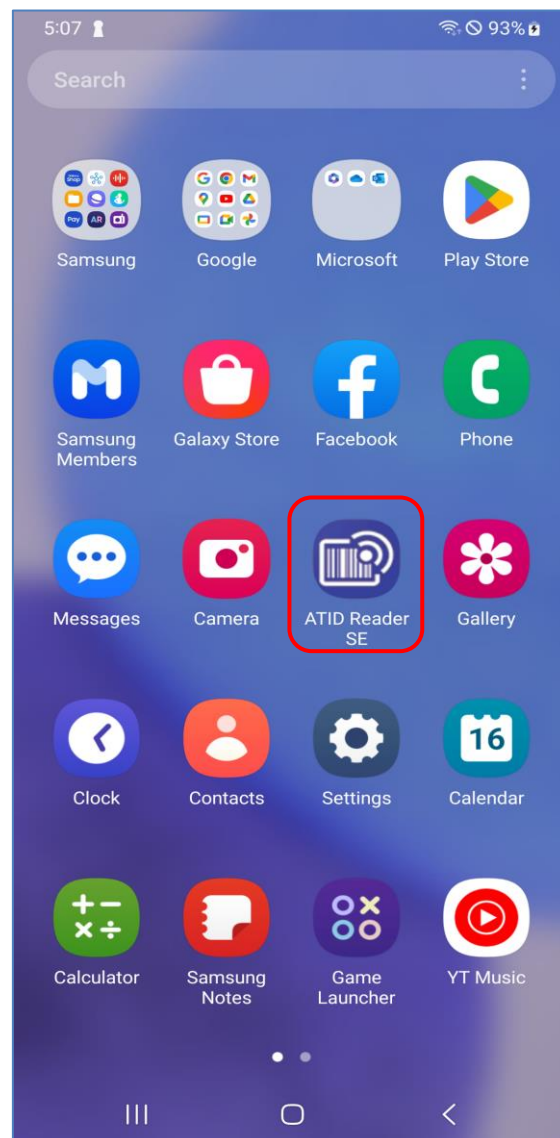 5:07
93%
Search
Samsung
Google
Microsoft
Play Store
Samsung
Members
Galaxy Store
Facebook
Phone
Messages
Camera
ATID Reader
SE
Gallery
Clock
Contacts
Settings
16
Calendar
Calculator
Samsung
Notes
Game
Launcher
YT Music